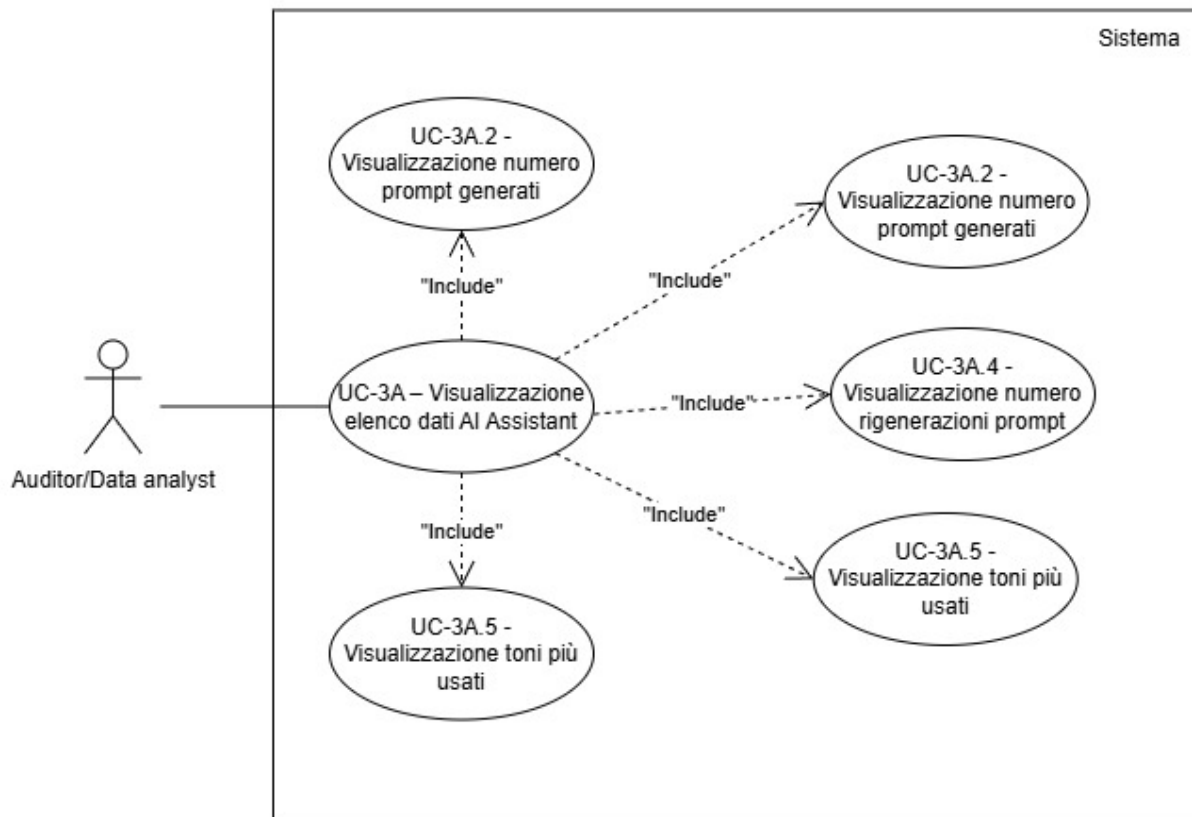 Sistema
UC-3A.2 -
Visualizzazione numero
prompt generati
UC-3A.2 -
Visualizzazione numero
prompt generati
"Include"
"Include"
UC-3A – Visualizzazione
elenco dati AI Assistant
"Include"
UC-3A.4 -
Visualizzazione numero
rigenerazioni prompt
Auditor/Data analyst
"Include"
"Include"
UC-3A.5 -
Visualizzazione toni più
usati
UC-3A.5 -
Visualizzazione toni più
usati